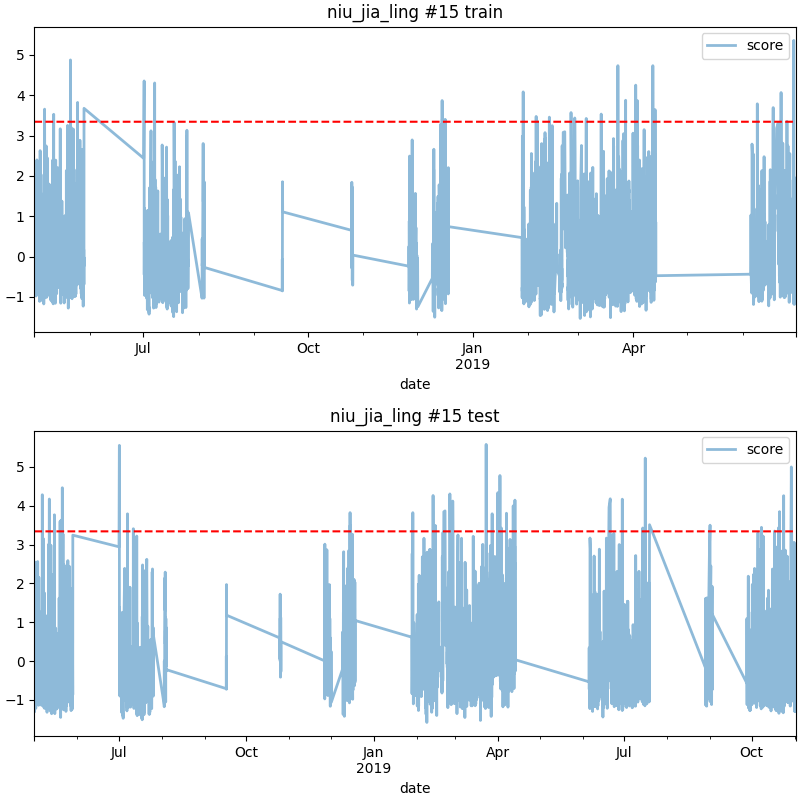 niu_jia_ling #15 train
score
5
4
3
2
1
0
−1
Jul
Oct
Jan
2019
Apr
date
niu_jia_ling #15 test
score
5
4
3
2
1
0
−1
Jul
Oct
Jan
2019
Apr
Jul
Oct
date